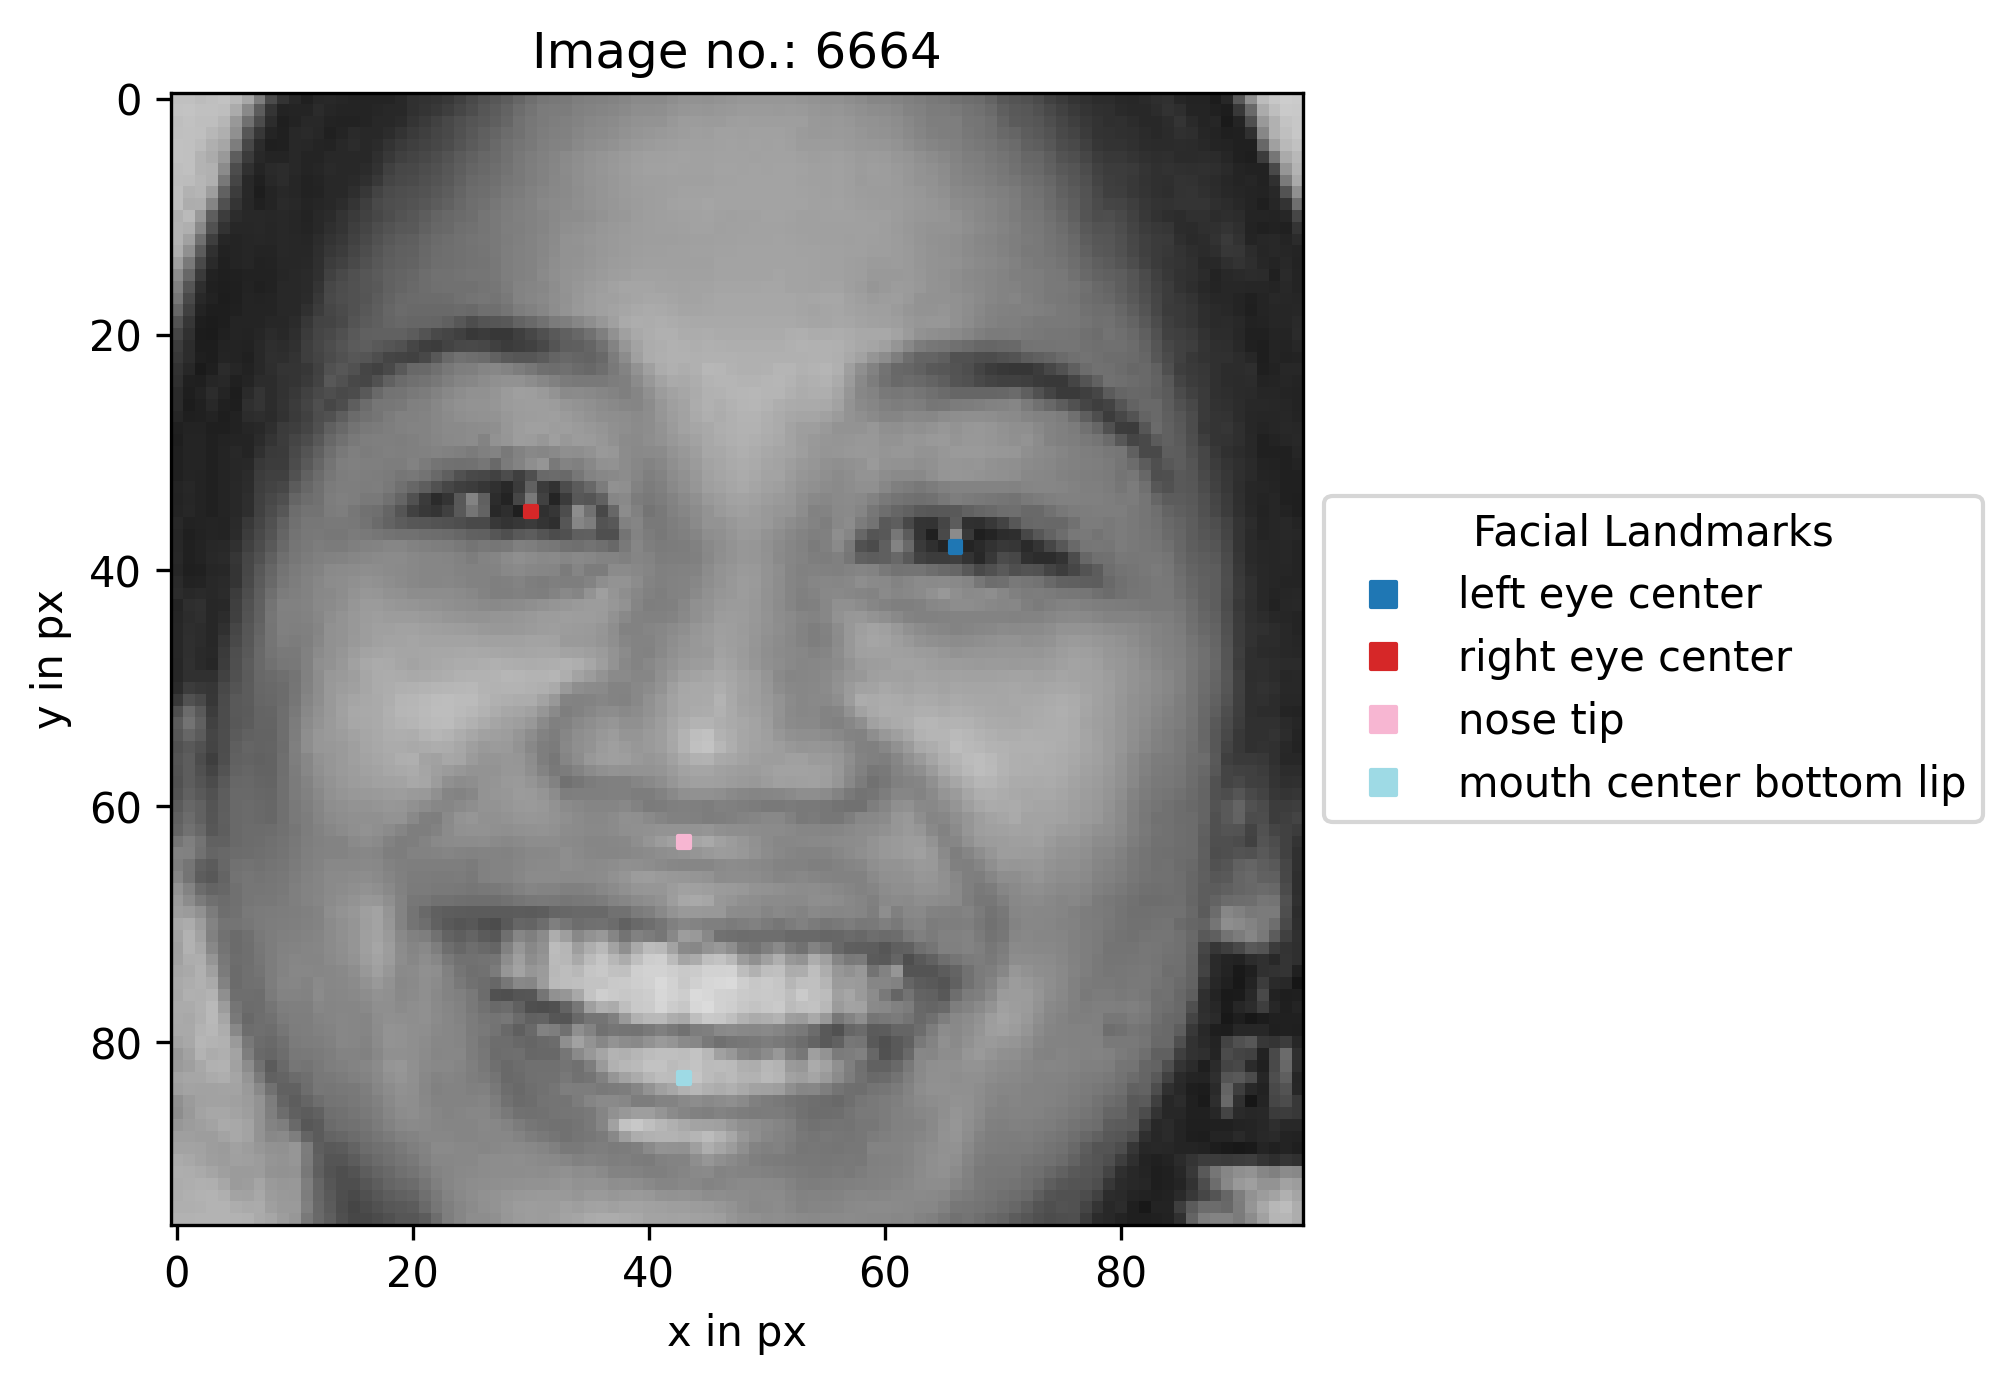 Image no.: 6664
0
20
40
60
80
y in px
0 20 40 60 80
x in px
Facial Landmarks
left eye center
right eye center
nose tip
mouth center bottom lip